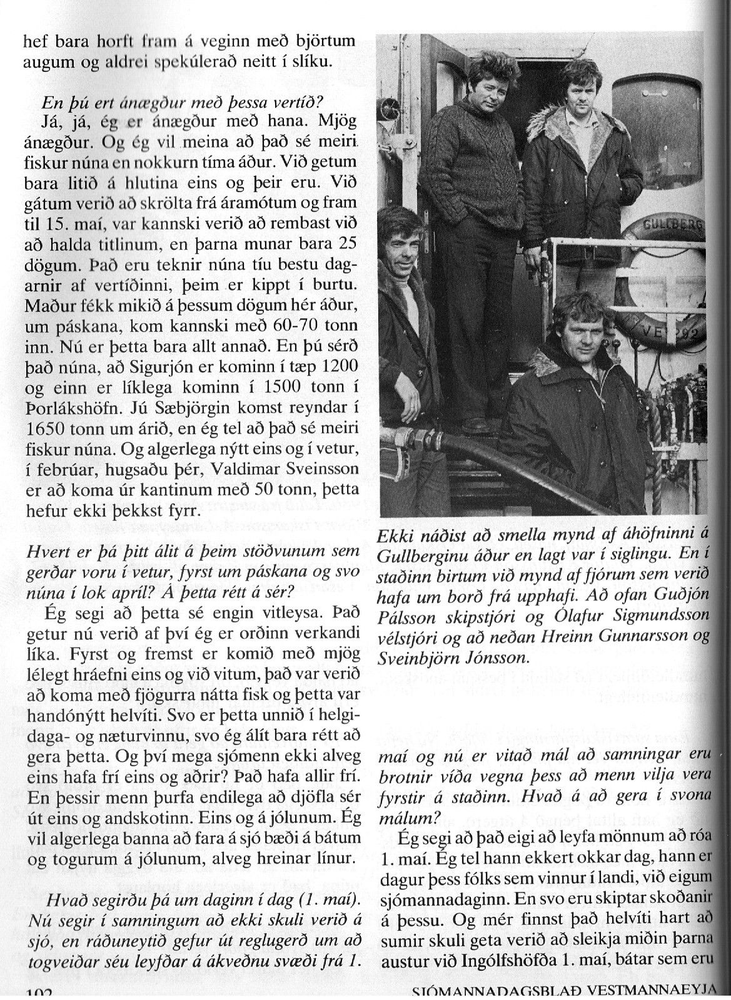 hef bara horft fram á veginn með björtum
augum og aldrei spekúlerað neitt í slíku.
En þú ert ánægður með þessa vertíð?
Já, já, ég er ánægður með hana. Mjög
ánægður. Og ég vil meina að það sé meiri
fiskur núna en nokkurn tíma áður. Við getum
bara litið á hlutina eins og þeir eru. Við
gátum verið að skrölta frá áramótum og fram
til 15. maí, var kannski verið að rembast við
að halda titlinum, en þarna munar bara 25
dögum. Það eru teknir núna tíu bestu dag-
arnir af vertíðinni, þeim er kippt í burtu.
Maður fékk mikið á þessum dögum hér áður,
um páskana, kom kannski með 60-70 tonn
inn. Nú er þetta bara allt annað. En þú sérð
það núna, að Sigurjón er kominn í tæp 1200
og einn er líklega kominn í 1500 tonn í
Þorlákshöfn. Jú Sæbjörgin komst reyndar í
1650 tonn um árið, en ég tel að það sé meiri
fiskur núna. Og algerlega nýtt eins og í vetur,
í febrúar, hugsaðu þér, Valdimar Sveinsson
er að koma úr kantinum með 50 tonn, þetta
hefur ekki þekkst fyrr.
Hvert er þá þitt álit á þeim stöðvunum sem
gerðar voru í vetur, fyrst um páskana og svo
núna í lok apríl? Á þetta rétt á sér?
Ég segi að þetta sé engin vitleysa. Það
getur nú verið af því ég er orðinn verkandi
líka. Fyrst og fremst er komið með mjög
lélegt hráefni eins og við vitum, það var verið
að koma með fjögurra nátta fisk og þetta var
handónýtt helvíti. Svo er þetta unnið í helgi-
daga- og næturvinnu, svo ég álít bara rétt að
gera þetta. Og því mega sjómenn ekki alveg
eins hafa frí eins og aðrir? Það hafa allir frí.
En þessir menn þurfa endilega að djöfla sér
út eins og andskotinn. Eins og á jólunum. Ég
vil algerlega banna að fara á sjó bæði á bátum
og togurum á jólunum, alveg hreinar línur.
Hvað segirðu þá um daginn í dag (1. maí).
Nú segir í samningum að ekki skuli verið á
sjó, en ráðuneytið gefur út reglugerð um að
togveiðar séu leyfðar á ákveðnu svæði frá 1.
102
GULLBERG
VE 292
Ekki náðist að smella mynd af áhöfninni á
Gullberginu áður en lagt var í siglingu. En í
staðinn birtum við mynd af fjórum sem verið
hafa um borð frá upphafi. Að ofan Guðjón
Pálsson skipstjóri og Ólafur Sigmundsson
vélstjóri og að neðan Hreinn Gunnarsson og
Sveinbjörn Jónsson.
maí og nú er vitað mál að samningar eru
brotnir víða vegna þess að menn vilja vera
fyrstir á staðinn. Hvað á að gera í svona
málum?
Ég segi að það eigi að leyfa mönnum að róa
1. maí. Ég tel hann ekkert okkar dag, hann er
dagur þess fólks sem vinnur í landi, við eigum
sjómannadaginn. En svo eru skiptar skoðanir
á þessu. Og mér finnst það helvíti hart að
sumir skuli geta verið að sleikja miðin þarna
austur við Ingólfshöfða 1. maí, bátar sem eru
SJÓMANNADAGSBLAÐ VESTMANNAEYJA